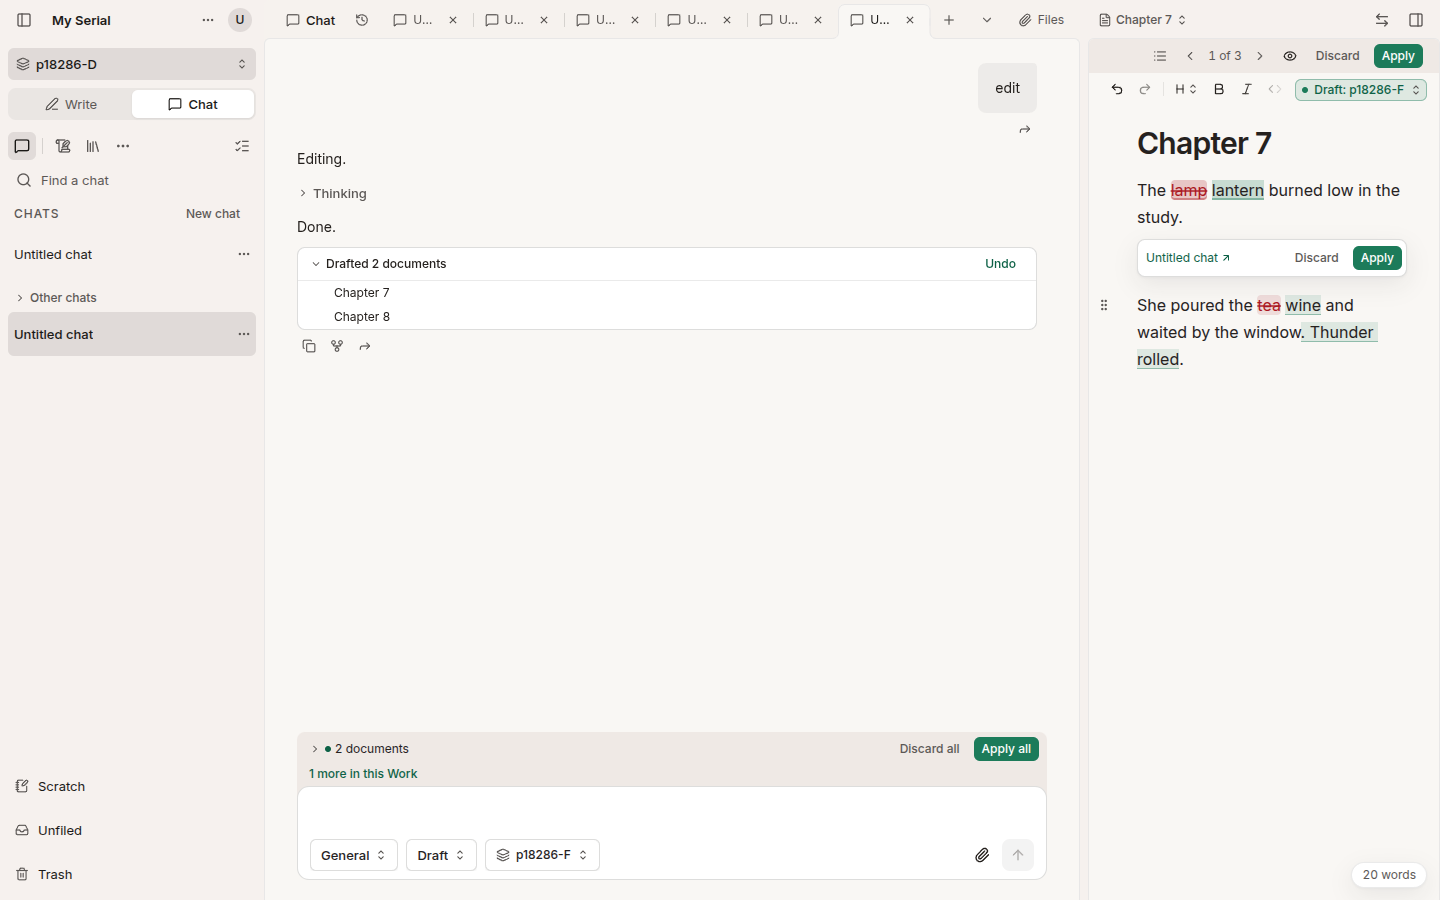 My Serial
U
p18286-D
Write
Chat
Find a chat
CHATS
New chat
Untitled chat
Other chats
Untitled chat
Scratch
Unfiled
Trash
Chat
U...
U...
U...
U...
U...
U...
Files
edit
Editing.
Thinking
Done.
Drafted 2 documents
Undo
Chapter 7
Chapter 8
2 documents
Discard all
Apply all
1 more in this Work
General
Draft
p18286-F
Chapter 7
1 of 3
Discard
Apply
H
B
I
Draft: p18286-F
Chapter 7
The lamp lantern burned low in the
study.
Untitled chat
Discard
Apply
She poured the tea wine and
waited by the window. Thunder
rolled.
20 words